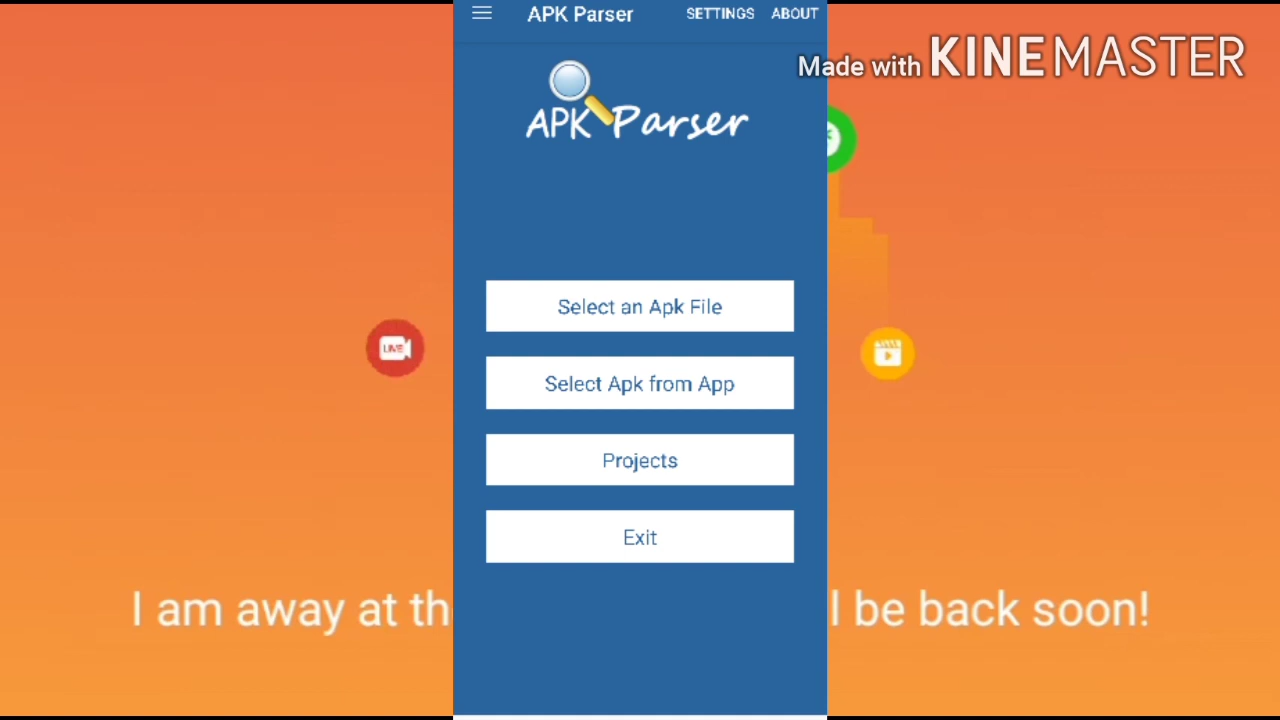 APK Parser SETTINGS ABOUT
Made with KINEMASTER
APK Parser
LIVE
Select an Apk File
Select Apk from App
Projects
Exit
I am away at th
l be back soon!